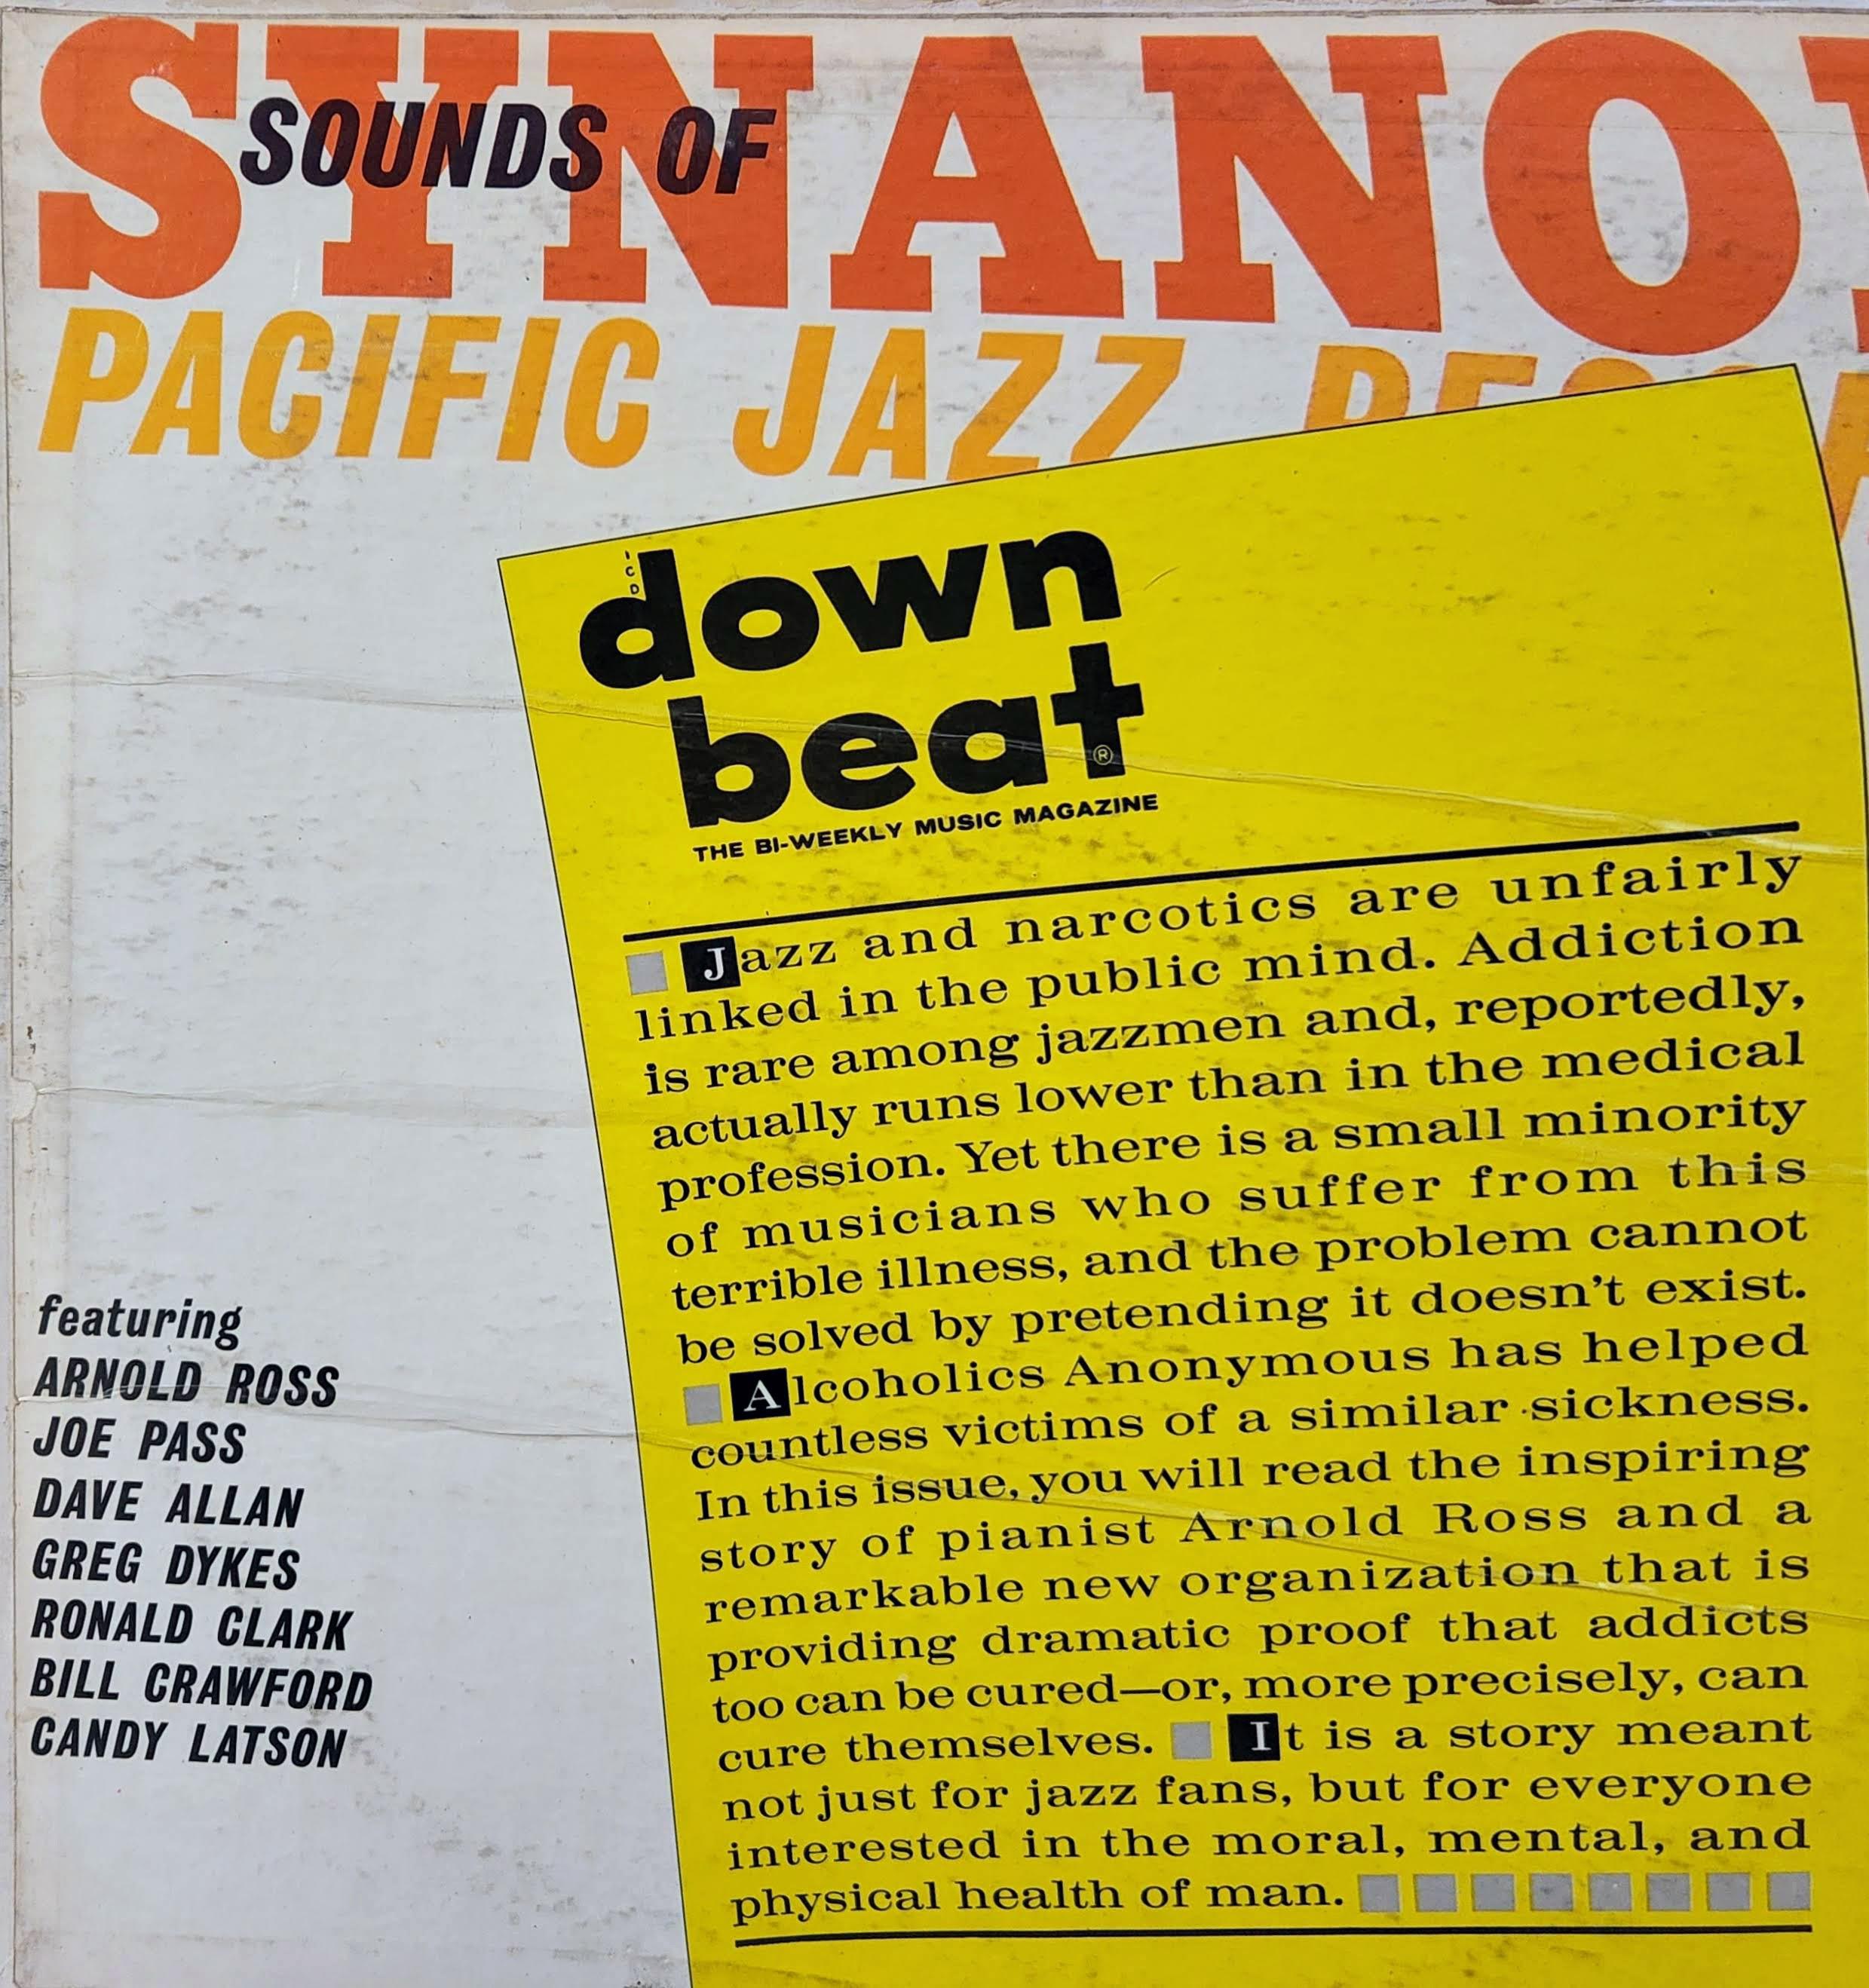 SYNANO
SOUNDS OF
PACIFIC JAZZ
down
beat
®
THE BI-WEEKLY MUSIC MAGAZINE
Jazz and narcotics are unfairly
linked in the public mind. Addiction
is rare among jazzmen and, reportedly,
actually runs lower than in the medical
profession. Yet there is a small minority
of musicians who suffer from this
terrible illness, and the problem cannot
be solved by pretending it doesn't exist.
Alcoholics Anonymous has helped
countless victims of a similar sickness.
In this issue, you will read the inspiring
story of pianist Arnold Ross and a
remarkable new organization that is
providing dramatic proof that addicts
too can be cured—or, more precisely, can
cure themselves. It is a story meant
not just for jazz fans, but for everyone
interested in the moral, mental, and
physical health of man.
featuring
ARNOLD ROSS
JOE PASS
DAVE ALLAN
GREG DYKES
RONALD CLARK
BILL CRAWFORD
CANDY LATSON